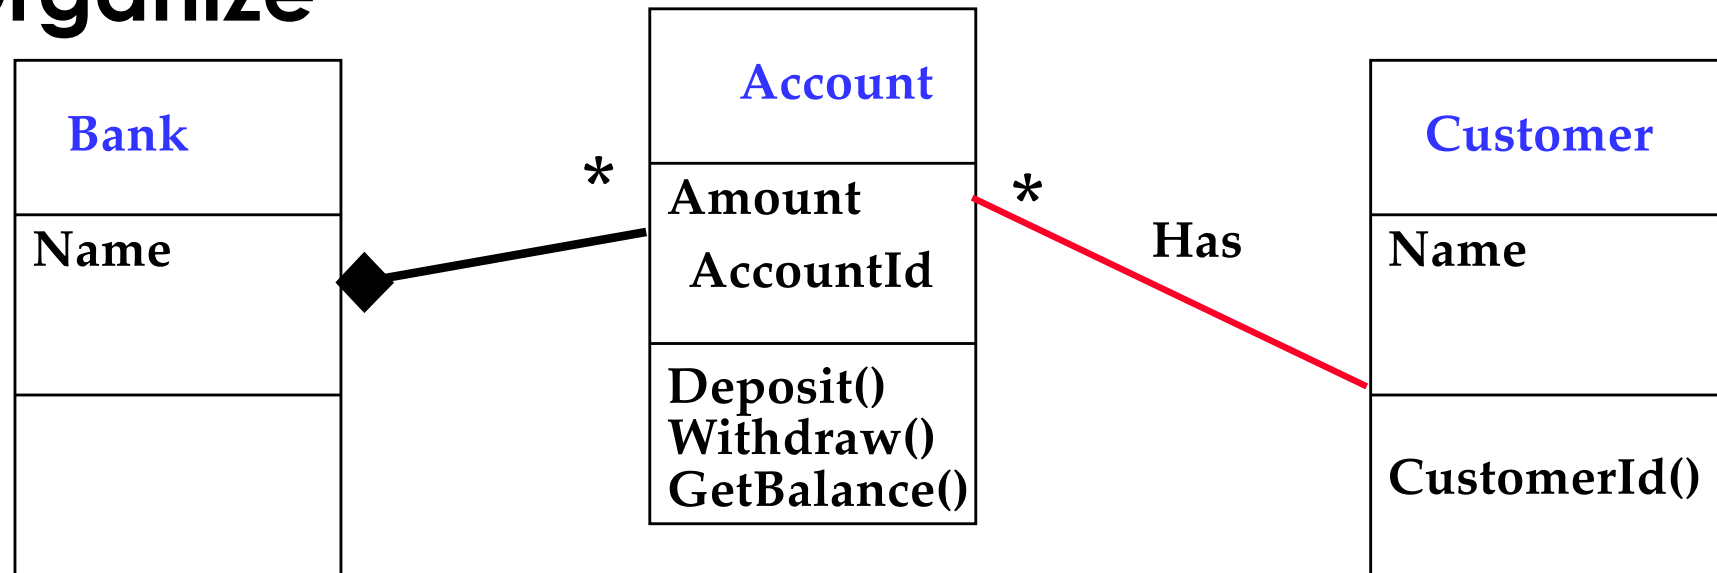 Bank
Name
*
Account
Amount
AccountId
Deposit()
Withdraw()
GetBalance()
*
Has
Customer
Name
CustomerId()